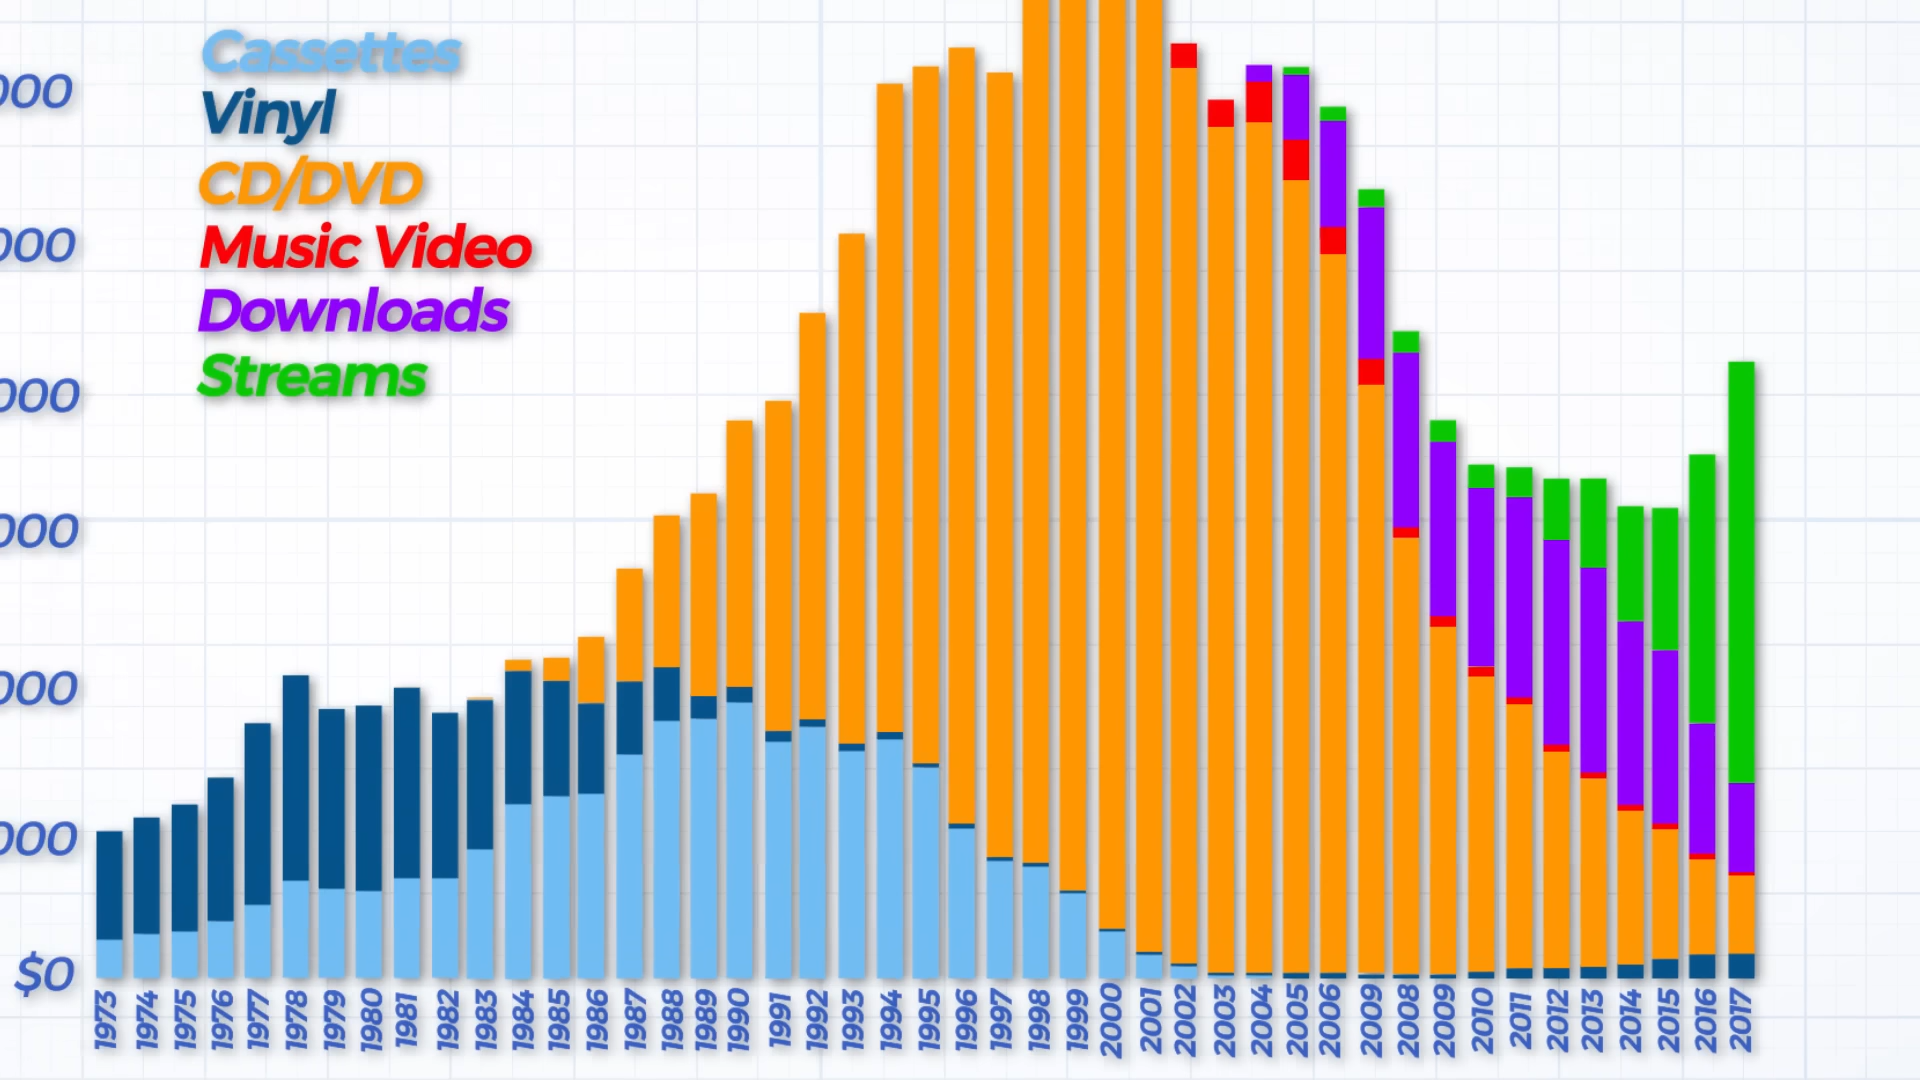 Cassettes
Vinyl
CD/DVD
Music Video
Downloads
Streams
000
000
000
000
000
000
$0
1973 1974 1975 1976 1977 1978 1979 1980 1981 1982 1983 1984 1985 1986 1987 1988 1989 1990 1991 1992 1993 1994 1995 1996 1997 1998 1999 2000 2001 2002 2003 2004 2005 2006 2009 2008 2009 2010 2011 2012 2013 2014 2015 2016 2017